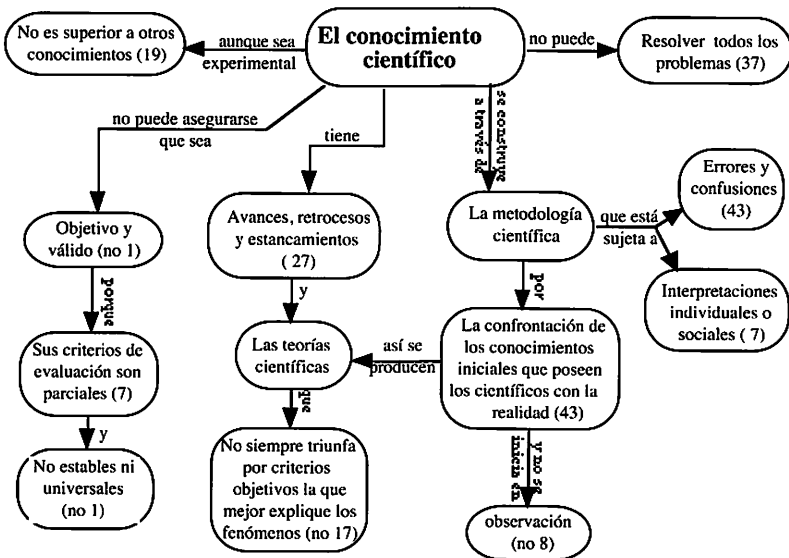 No es superior a otros
conocimientos (19)
aunque sea
experimental
El conocimiento
científico
no puede
Resolver todos los
problemas (37)
no puede asegurarse
que sea
tiene
se construye
a través de
Objetivo y
válido (no 1)
Avances, retrocesos
y estancamientos
( 27)
La metodología
científica
que está
sujeta a
Errores y
confusiones
(43)
Interpretaciones
individuales o
sociales ( 7)
porque
y
por
Sus criterios de
evaluación son
parciales (7)
Las teorías
científicas
así se
producen
La confrontación de
los conocimientos
iniciales que poseen
los científicos con la
realidad (43)
y
que
y no se
inicia en
No estables ni
universales
(no 1)
No siempre triunfa
por criterios
objetivos la que
mejor explique los
fenómenos (no 17)
observación
(no 8)